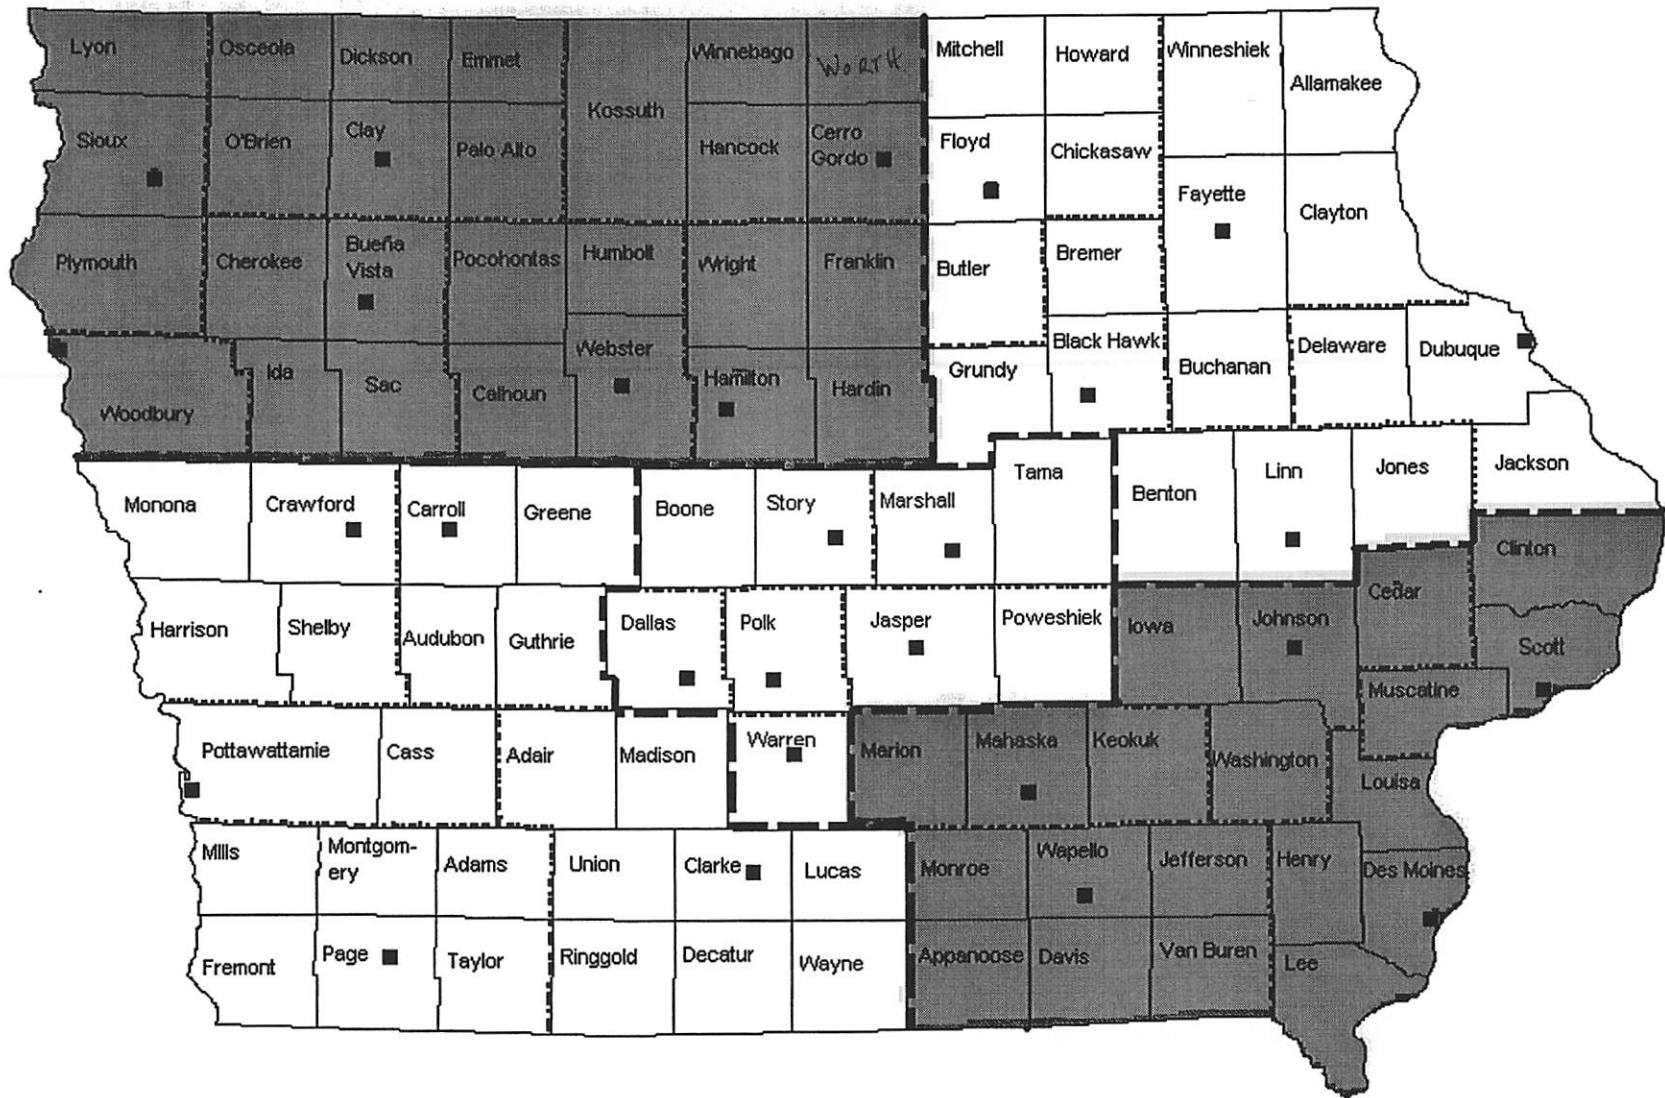 Lyon
Osceola
Dickson
Emmet
Kossuth
Winnebago
WORTH
Mitchell
Howard
Winneshiek
Allamakee
Sioux
O'Brien
Clay
Palo Alto
Hancock
Cerro
Gordo
Floyd
Chickasaw
Fayette
Clayton
Plymouth
Cherokee
Bueña
Vista
Pocohontas
Humbolt
Wright
Franklin
Butler
Bremer
Woodbury
Ida
Sac
Calhoun
Webster
Hamilton
Hardin
Grundy
Black Hawk
Buchanan
Delaware
Dubuque
Monona
Crawford
Carroll
Greene
Boone
Story
Marshall
Tama
Benton
Linn
Jones
Jackson
Harrison
Shelby
Audubon
Guthrie
Dallas
Polk
Jasper
Poweshiek
Iowa
Johnson
Cedar
Clinton
Scott
Muscatine
Pottawattamie
Cass
Adair
Madison
Warren
Marion
Mahaska
Keokuk
Washington
Louisa
Mills
Montgom-
ery
Adams
Union
Clarke
Lucas
Monroe
Wapello
Jefferson
Henry
Des Moines
Fremont
Page
Taylor
Ringgold
Decatur
Wayne
Appanoose
Davis
Van Buren
Lee